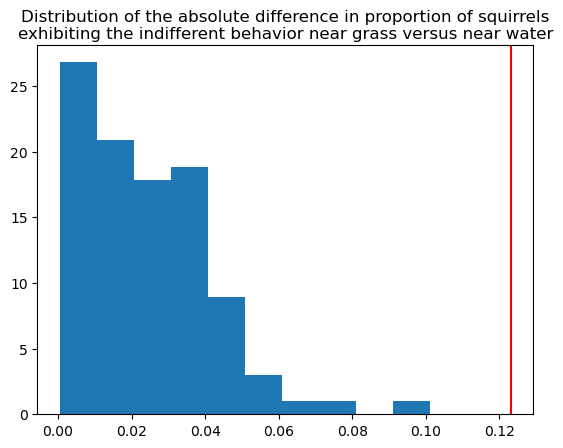 Distribution of the absolute difference in proportion of squirrels
exhibiting the indifferent behavior near grass versus near water
25
20
15
10
5
0
0.00 0.02 0.04 0.06 0.08 0.10 0.12